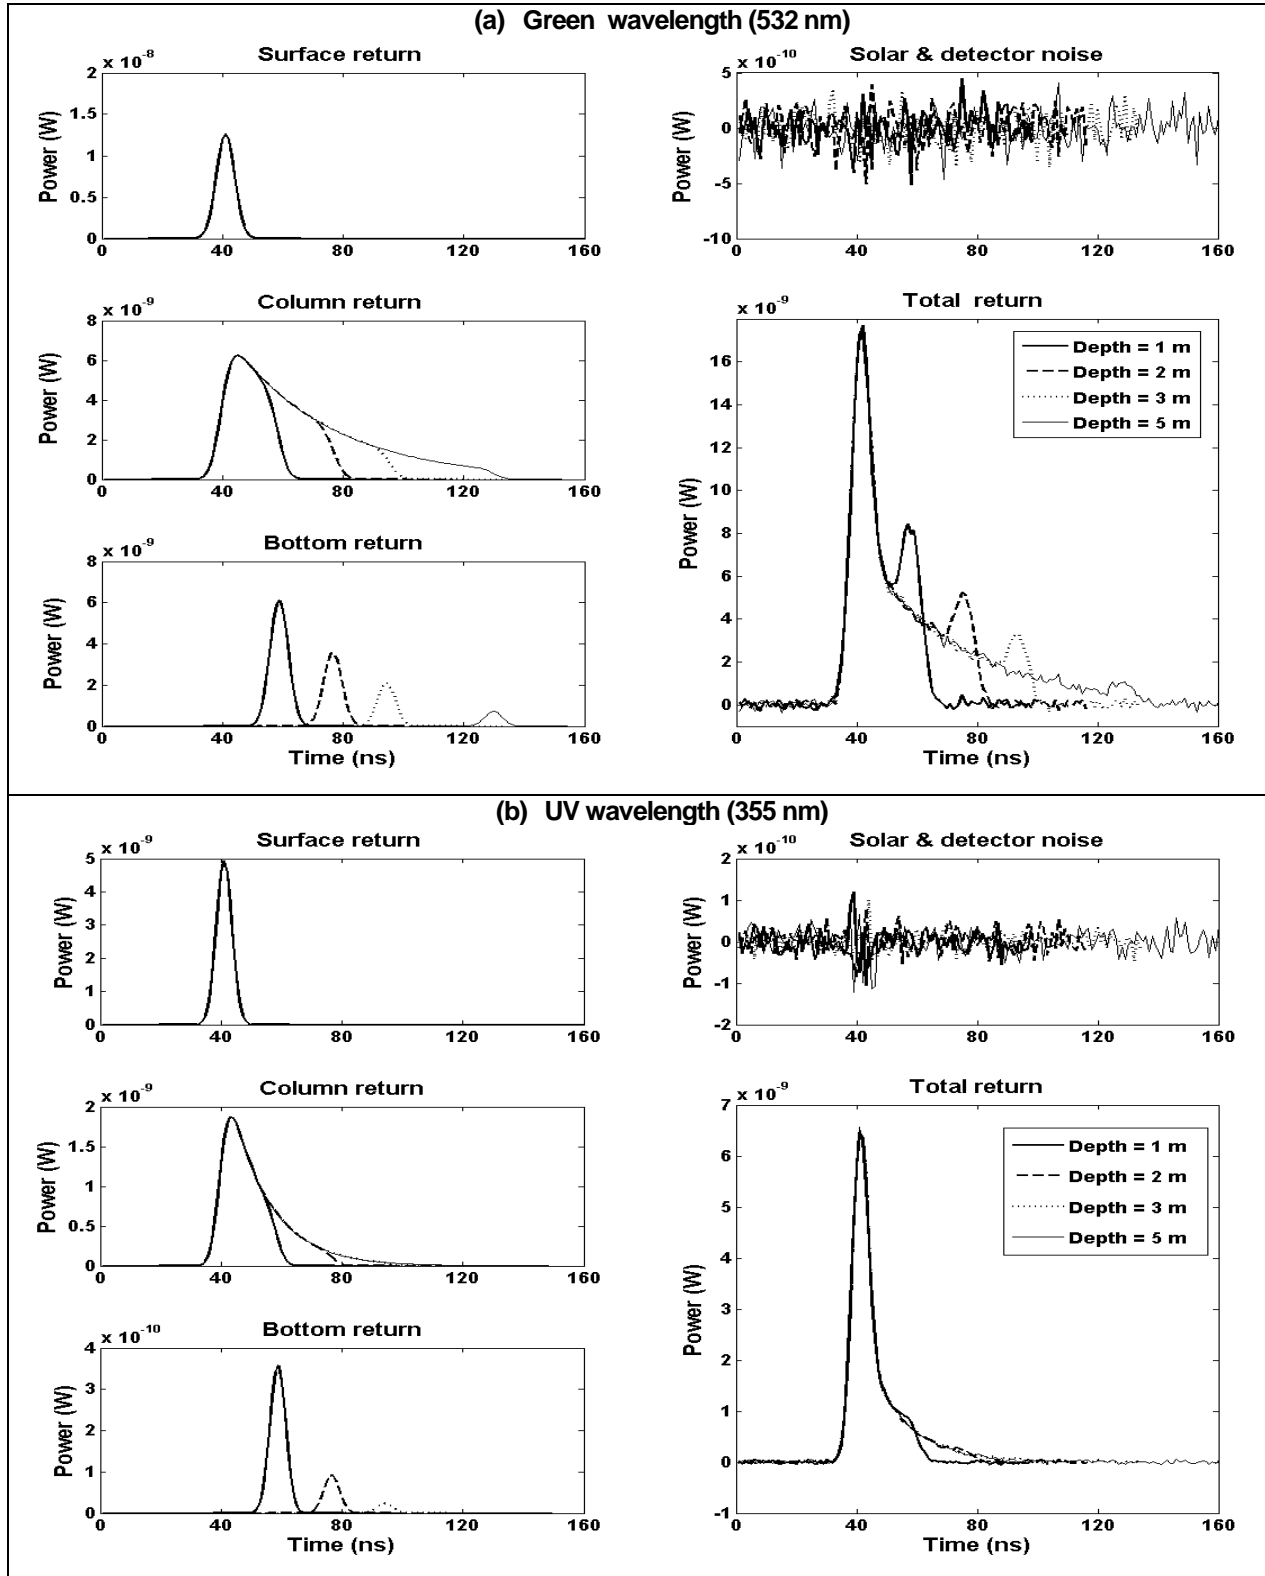 (a) Green wavelength (532 nm)
Surface return
x 10-8
2
1.5
1
0.5
0
Power (W)
0 40 80 120 160
Column return
x 10-9
8
6
4
2
0
Power (W)
0 40 80 120 160
Bottom return
x 10-9
8
6
4
2
0
Power (W)
0 40 80 120 160
Time (ns)
Solar & detector noise
x 10-10
5
0
-5
-10
Power (W)
0 40 80 120 160
Total return
x 10-9
16
14
12
10
8
6
4
2
0
Power (W)
Depth = 1 m
Depth = 2 m
Depth = 3 m
Depth = 5 m
0 20 40 60 80 100 120 140 160
Time (ns)
(b) UV wavelength (355 nm)
Surface return
x 10-9
5
4
3
2
1
0
Power (W)
0 40 80 120 160
Column return
x 10-9
2
1.5
1
0.5
0
Power (W)
0 40 80 120 160
Bottom return
x 10-10
4
3
2
1
0
Power (W)
0 40 80 120 160
Time (ns)
Solar & detector noise
x 10-10
2
1
0
-1
-2
Power (W)
0 40 80 120 160
Total return
x 10-9
7
6
5
4
3
2
1
0
-1
Power (W)
Depth = 1 m
Depth = 2 m
Depth = 3 m
Depth = 5 m
0 40 80 120 160
Time (ns)